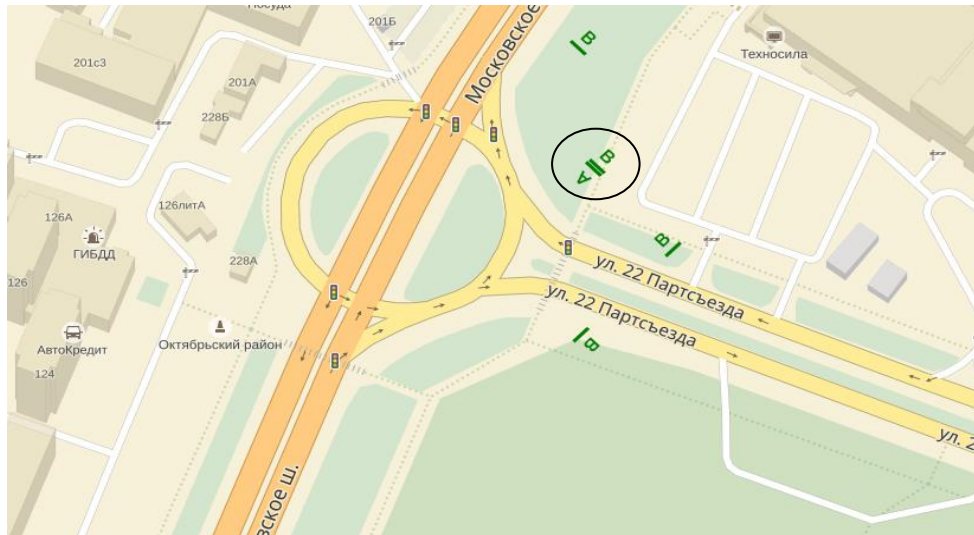 Посуда
201Б
201с3
201А
228Б
Московское
Техносила
В
В
А
126литА
126А
ГИБДД
228А
126
Октябрьский район
АвтоКредит
124
В
ул. 22 Партсъезда
ул. 22 Партсъезда
В
ул. 2
вское ш.